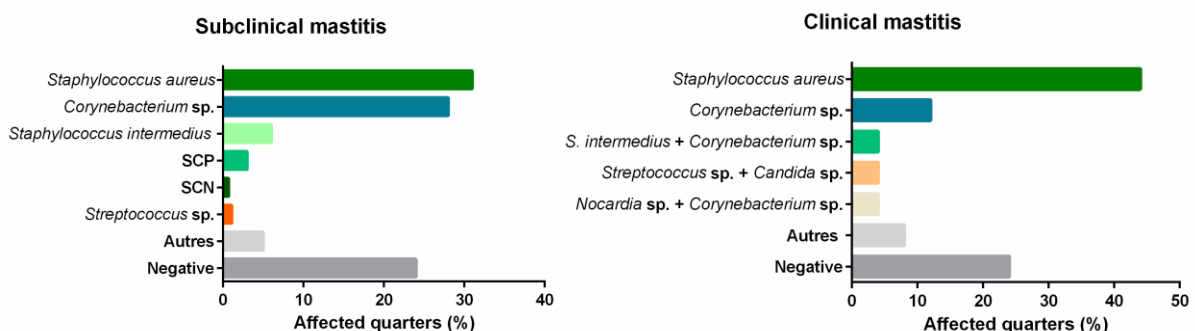 Subclinical mastitis
Staphylococcus aureus
Corynebacterium sp.
Staphylococcus intermedius
SCP
SCN
Streptococcus sp.
Autres
Negative
0 10 20 30 40
Affected quarters (%)
Clinical mastitis
Staphylococcus aureus
Corynebacterium sp.
S. intermedius + Corynebacterium sp.
Streptococcus sp. + Candida sp.
Nocardia sp. + Corynebacterium sp.
Autres
Negative
0 10 20 30 40 50
Affected quarters (%)